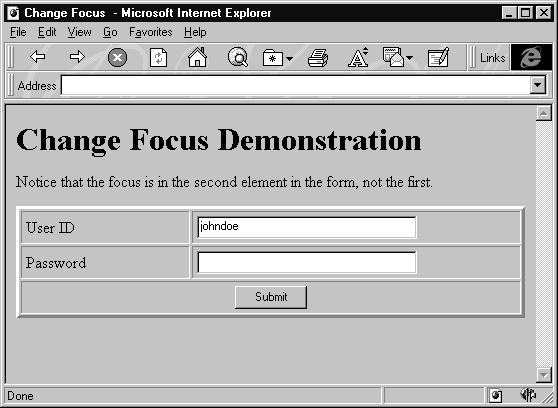 Change Focus - Microsoft Internet Explorer
File Edit View Go Favorites Help
Links
Address
Change Focus Demonstration
Notice that the focus is in the second element in the form, not the first.
User ID johndoe
Password
Submit
Done